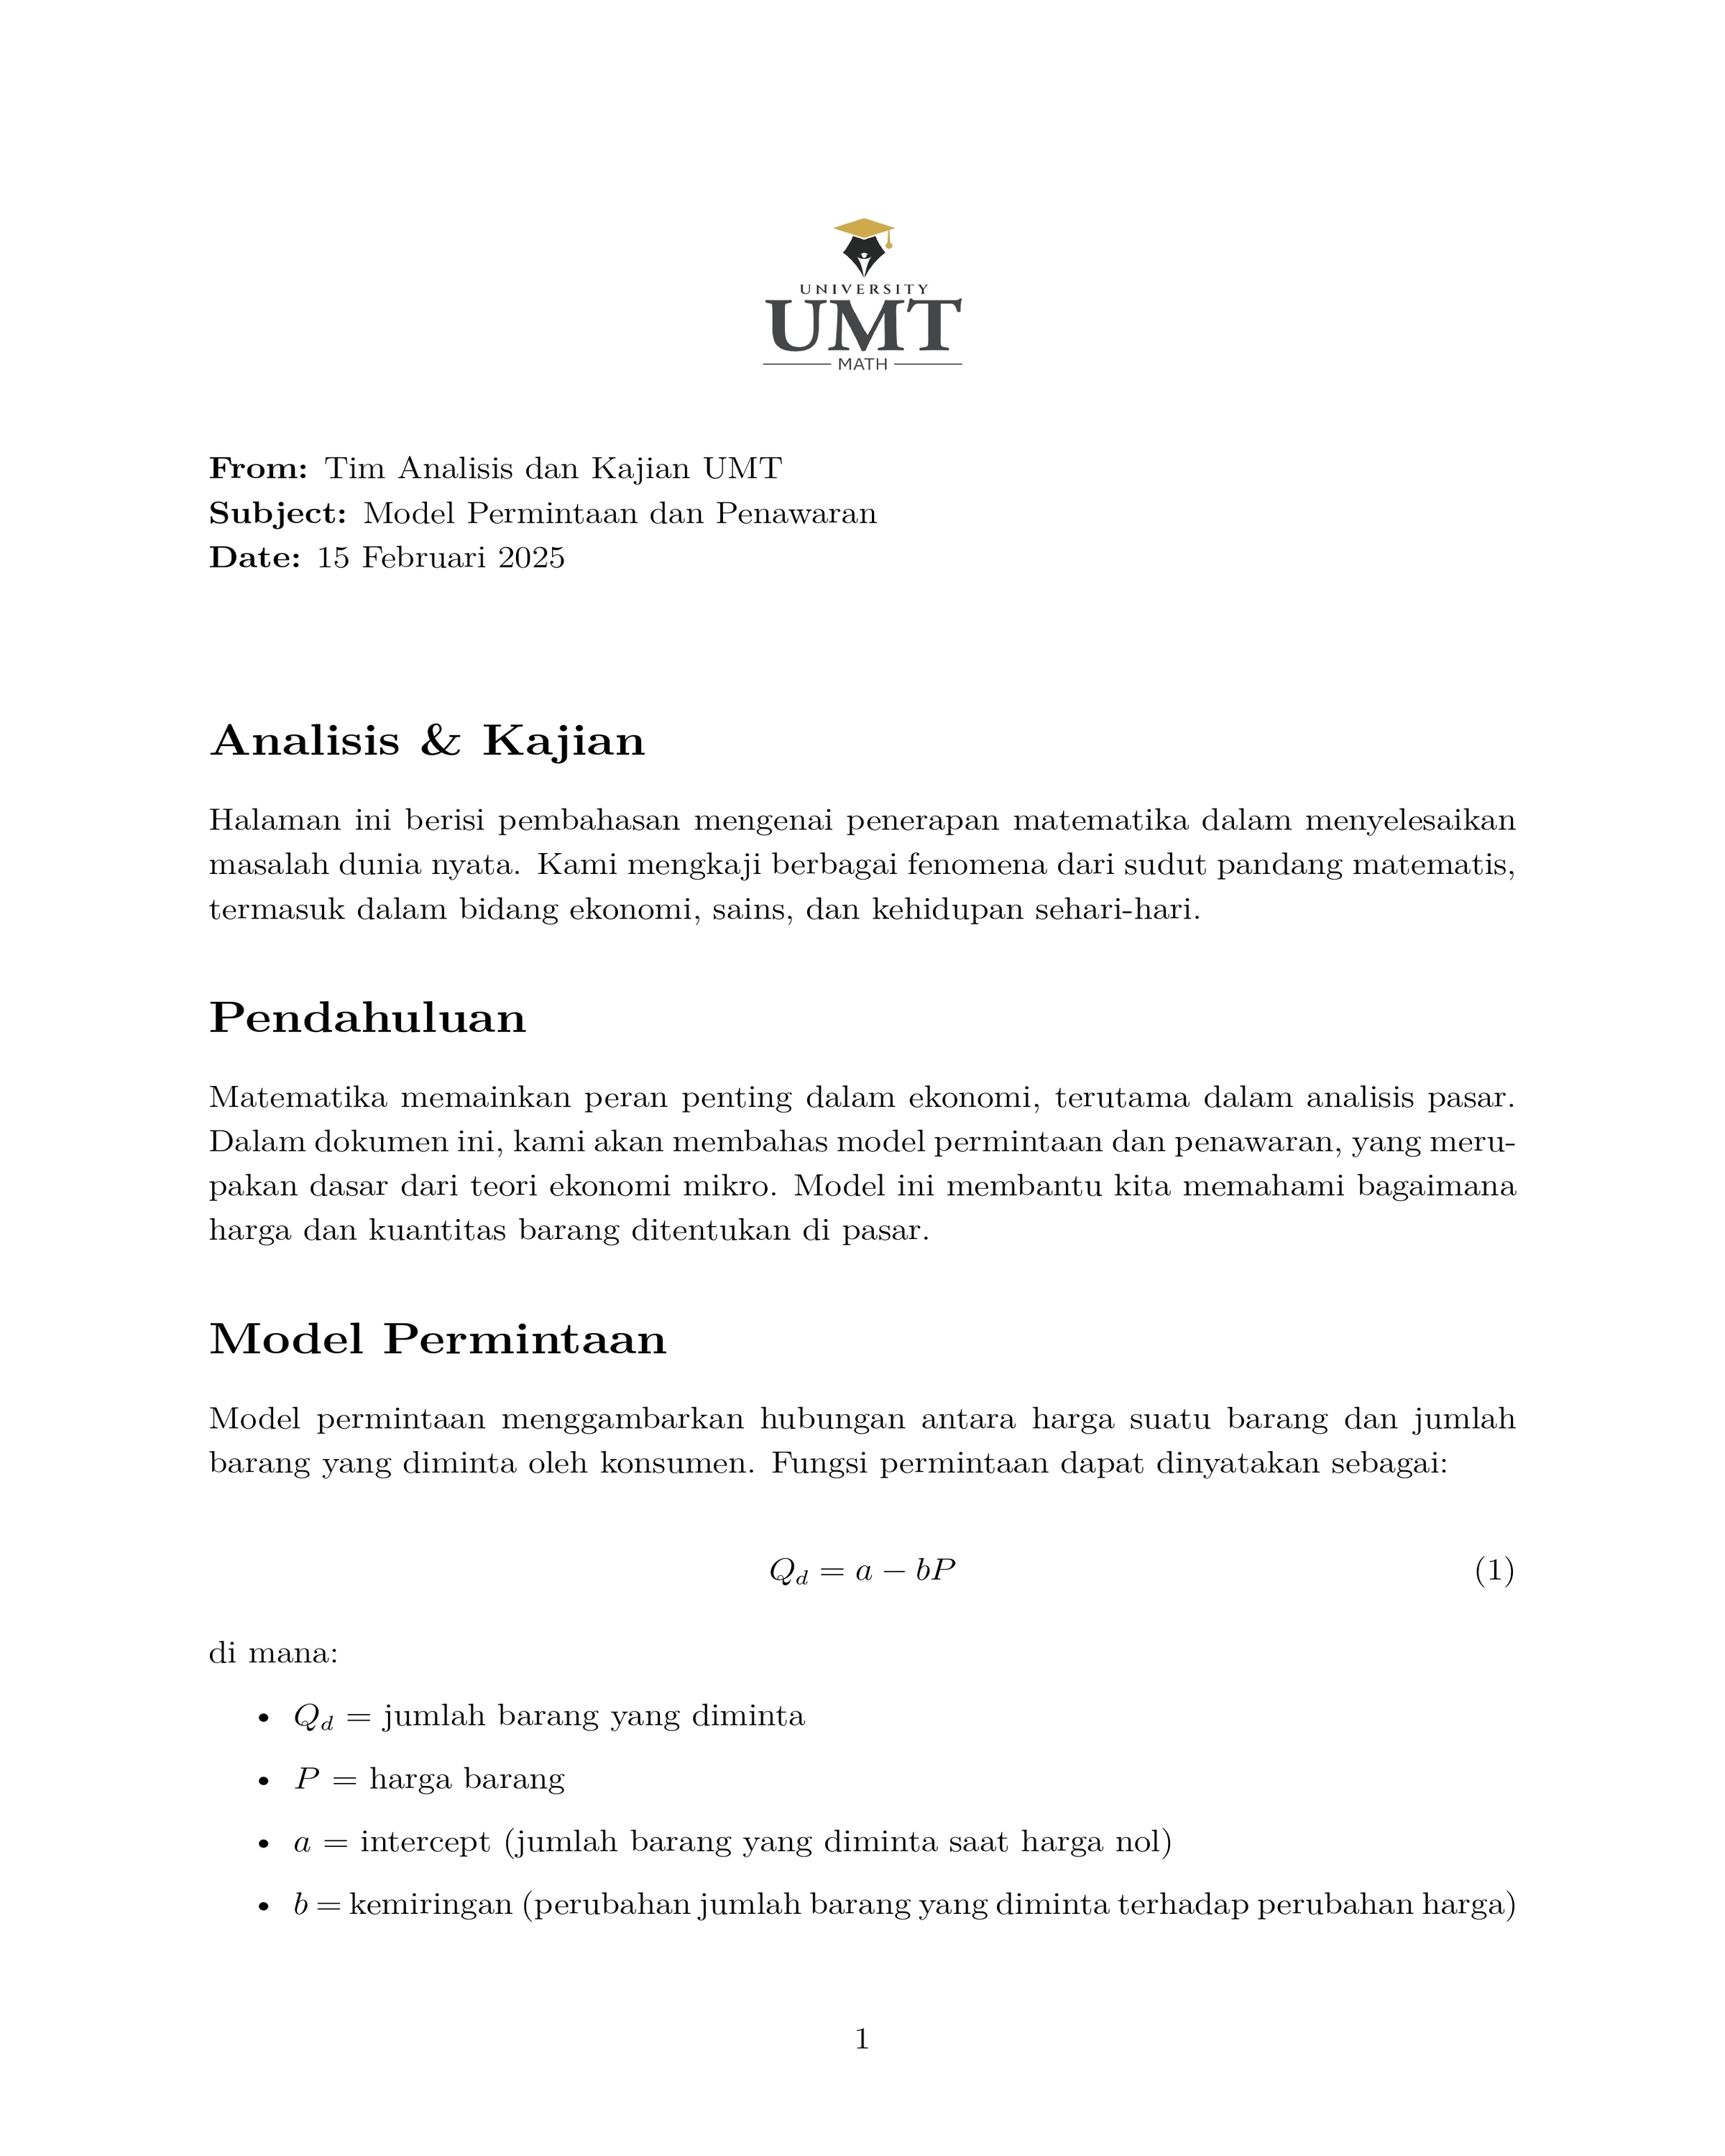 UNIVERSITY
UMT
MATH
From: Tim Analisis dan Kajian UMT
Subject: Model Permintaan dan Penawaran
Date: 15 Februari 2025
Analisis & Kajian
Halaman ini berisi pembahasan mengenai penerapan matematika dalam menyelesaikan
masalah dunia nyata. Kami mengkaji berbagai fenomena dari sudut pandang matematis,
termasuk dalam bidang ekonomi, sains, dan kehidupan sehari-hari.
Pendahuluan
Matematika memainkan peran penting dalam ekonomi, terutama dalam analisis pasar.
Dalam dokumen ini, kami akan membahas model permintaan dan penawaran, yang meru-
pakan dasar dari teori ekonomi mikro. Model ini membantu kita memahami bagaimana
harga dan kuantitas barang ditentukan di pasar.
Model Permintaan
Model permintaan menggambarkan hubungan antara harga suatu barang dan jumlah
barang yang diminta oleh konsumen. Fungsi permintaan dapat dinyatakan sebagai:
Q_d = a − bP (1)
di mana:
• Q_d = jumlah barang yang diminta
• P = harga barang
• a = intercept (jumlah barang yang diminta saat harga nol)
• b = kemiringan (perubahan jumlah barang yang diminta terhadap perubahan harga)
1